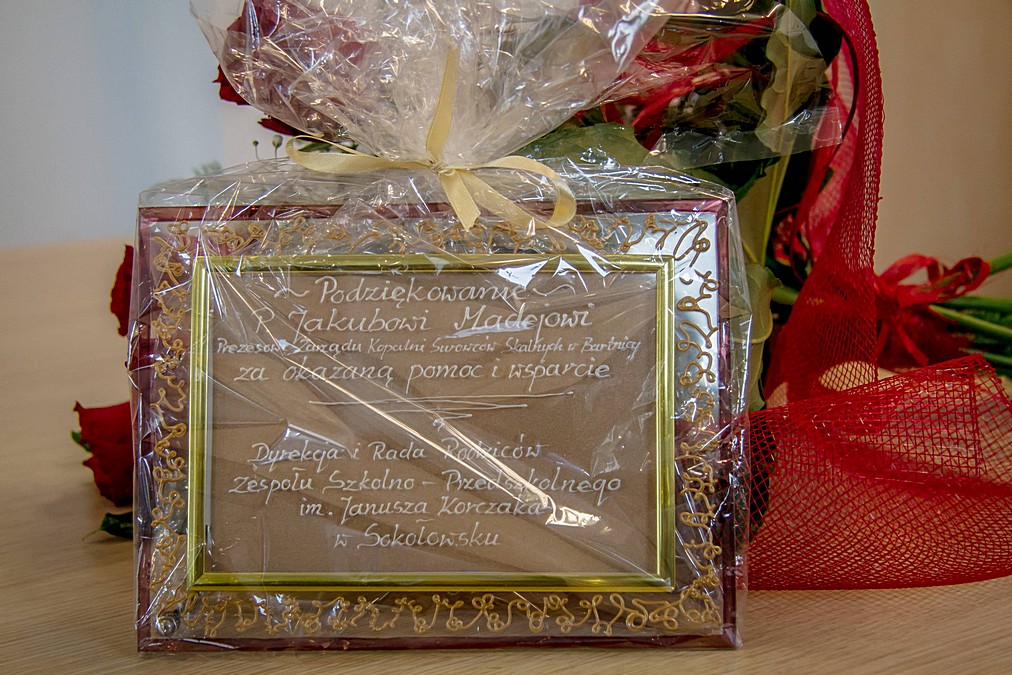 ~ Podziękowanie ~
P. Jakubowi Madejowi
Prezesowi Zarządu Kopalni Surowców Skalnych w Bartnicy
za okazaną pomoc i wsparcie
Dyrekcja i Rada Rodziców
Zespołu Szkolno - Przedszkolnego
im. Janusza Korczaka
w Sokołowsku